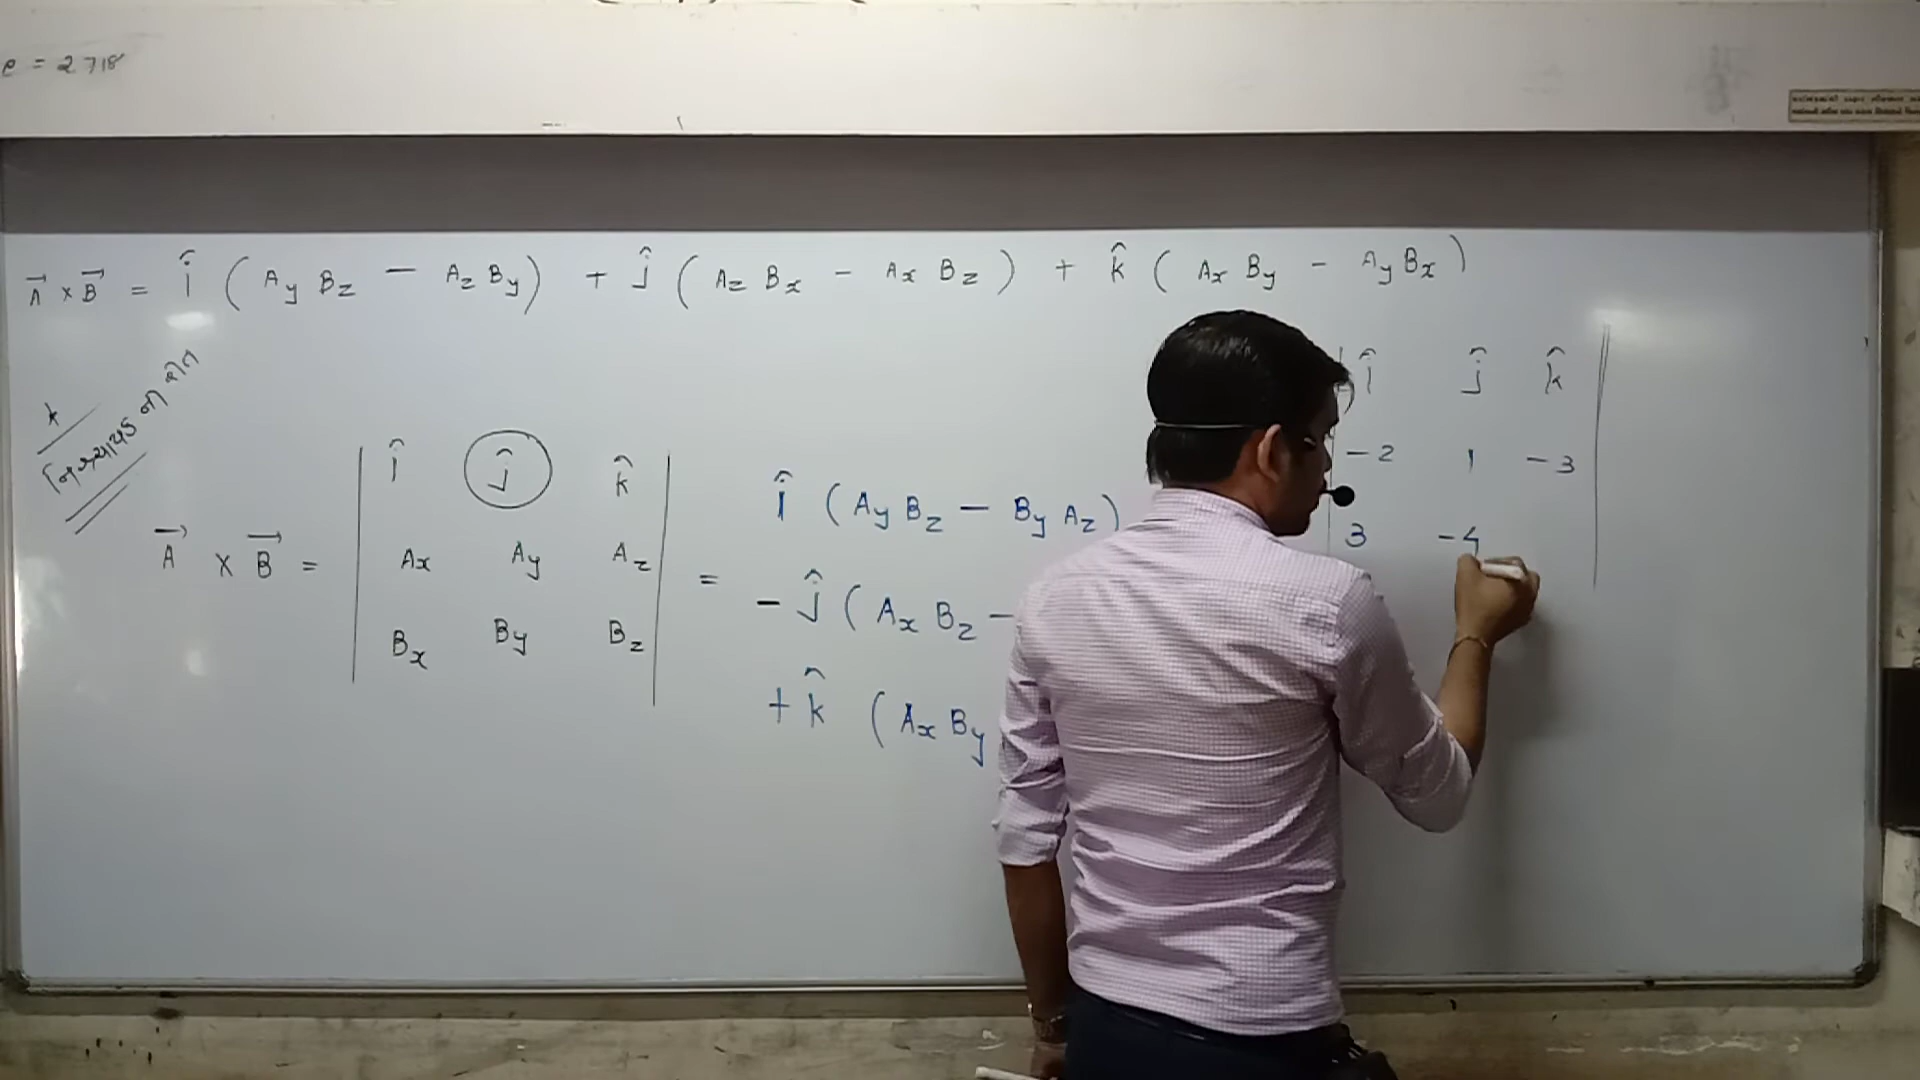 e = 2.718
A⃗ × B⃗ = î ( Ay Bz − Az By ) + ĵ ( Az Bx − Ax Bz ) + k̂ ( Ax By − Ay Bx )
નિશ્ચાયક ની રીત
A⃗ × B⃗ =
î ĵ k̂
Ax Ay Az
Bx By Bz
=
î ( Ay Bz − By Az )
− ĵ ( Ax Bz −
+ k̂ ( Ax By
î ĵ k̂
−2 1 −3
3 −4